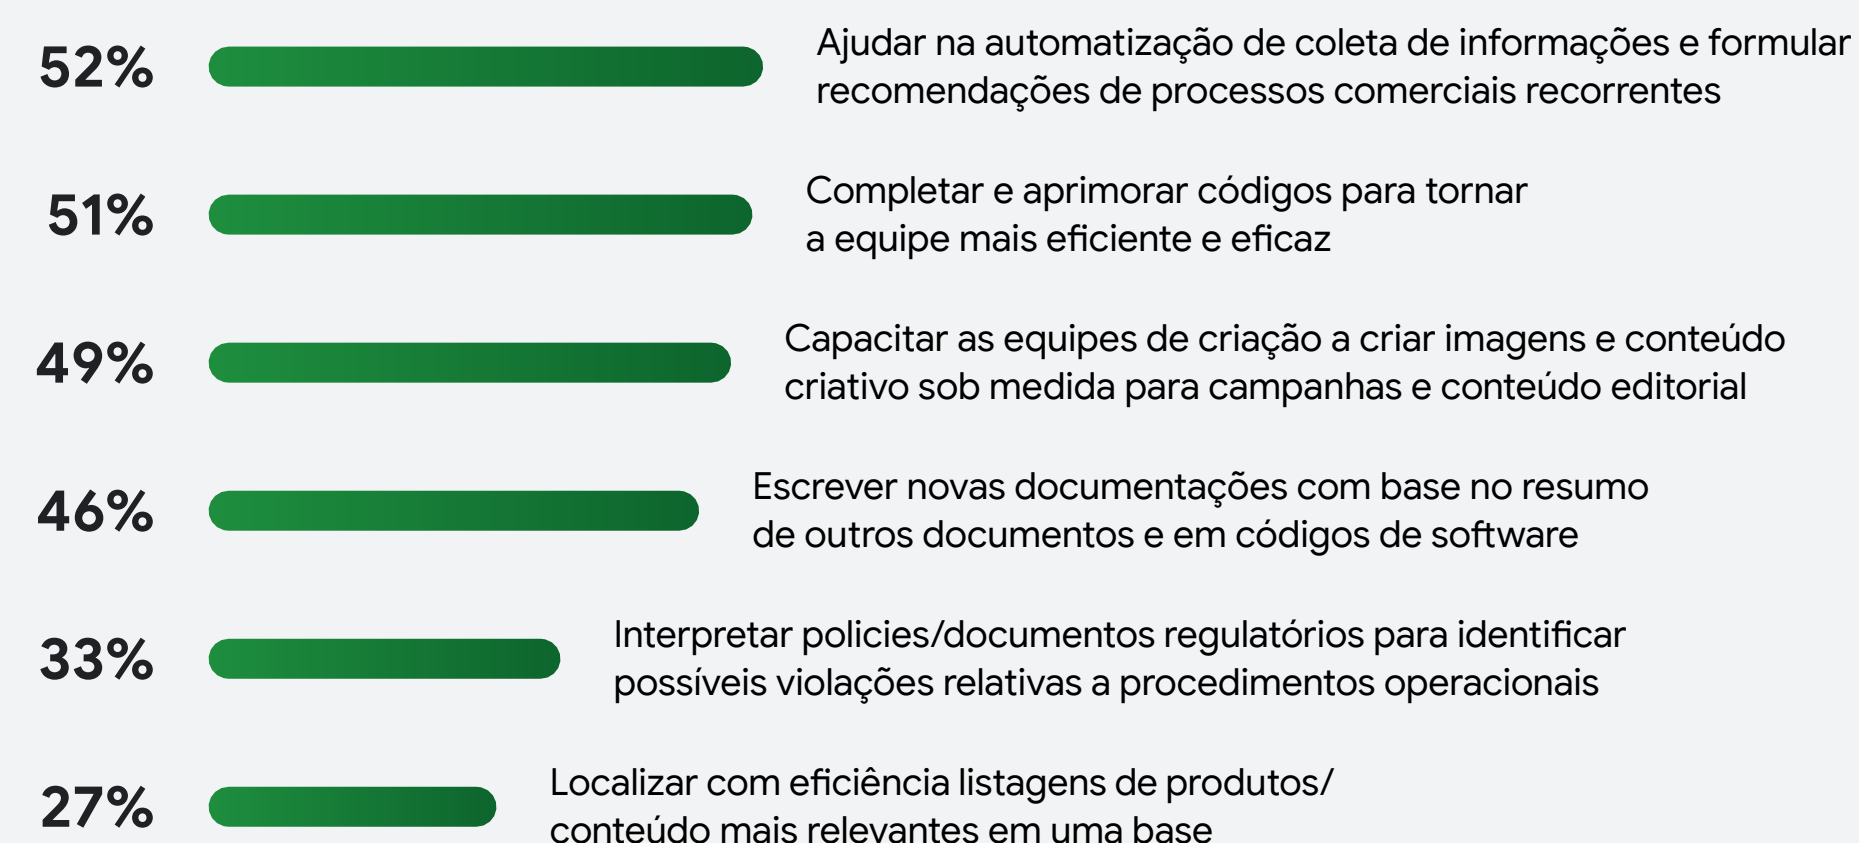 52%
Ajudar na automatização de coleta de informações e formular
recomendações de processos comerciais recorrentes
51%
Completar e aprimorar códigos para tornar
a equipe mais eficiente e eficaz
49%
Capacitar as equipes de criação a criar imagens e conteúdo
criativo sob medida para campanhas e conteúdo editorial
46%
Escrever novas documentações com base no resumo
de outros documentos e em códigos de software
33%
Interpretar policies/documentos regulatórios para identificar
possíveis violações relativas a procedimentos operacionais
27%
Localizar com eficiência listagens de produtos/
conteúdo mais relevantes em uma base